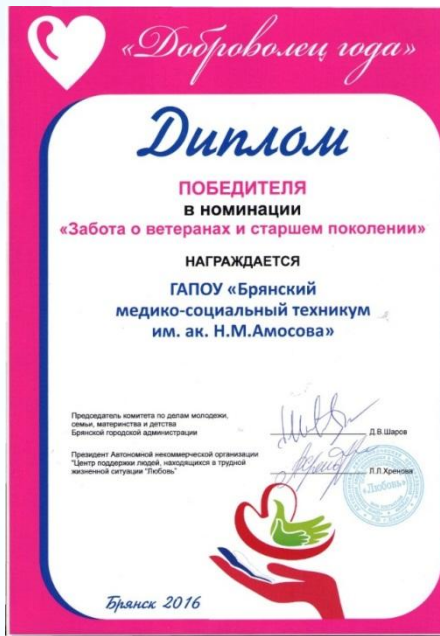 «Доброволец года»
Диплом
ПОБЕДИТЕЛЯ
в номинации
«Забота о ветеранах и старшем поколении»
НАГРАЖДАЕТСЯ
ГАПОУ «Брянский
медико-социальный техникум
им. ак. Н.М.Амосова»
Председатель комитета по делам молодежи,
семьи, материнства и детства
Брянской городской администрации
Д.В.Шаров
Президент Автономной некоммерческой организации
"Центр поддержки людей, находящихся в трудной
жизненной ситуации "Любовь"
Л.Л.Хренова
«Любовь»
Брянск 2016